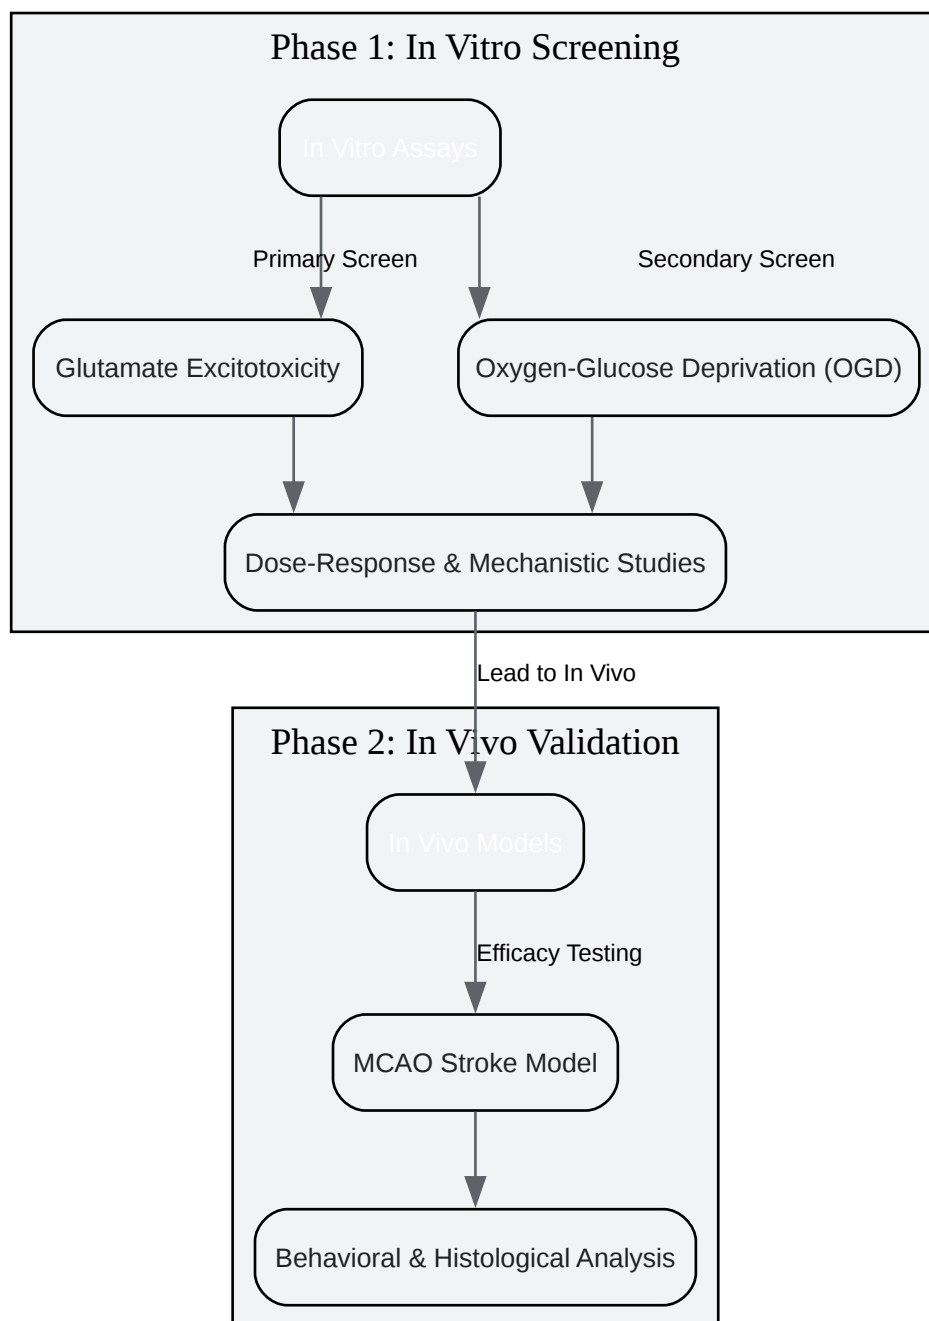 Phase 1: In Vitro Screening
In Vitro Assays
Primary Screen
Secondary Screen
Glutamate Excitotoxicity
Oxygen-Glucose Deprivation (OGD)
Dose-Response & Mechanistic Studies
Lead to In Vivo
Phase 2: In Vivo Validation
In Vivo Models
Efficacy Testing
MCAO Stroke Model
Behavioral & Histological Analysis